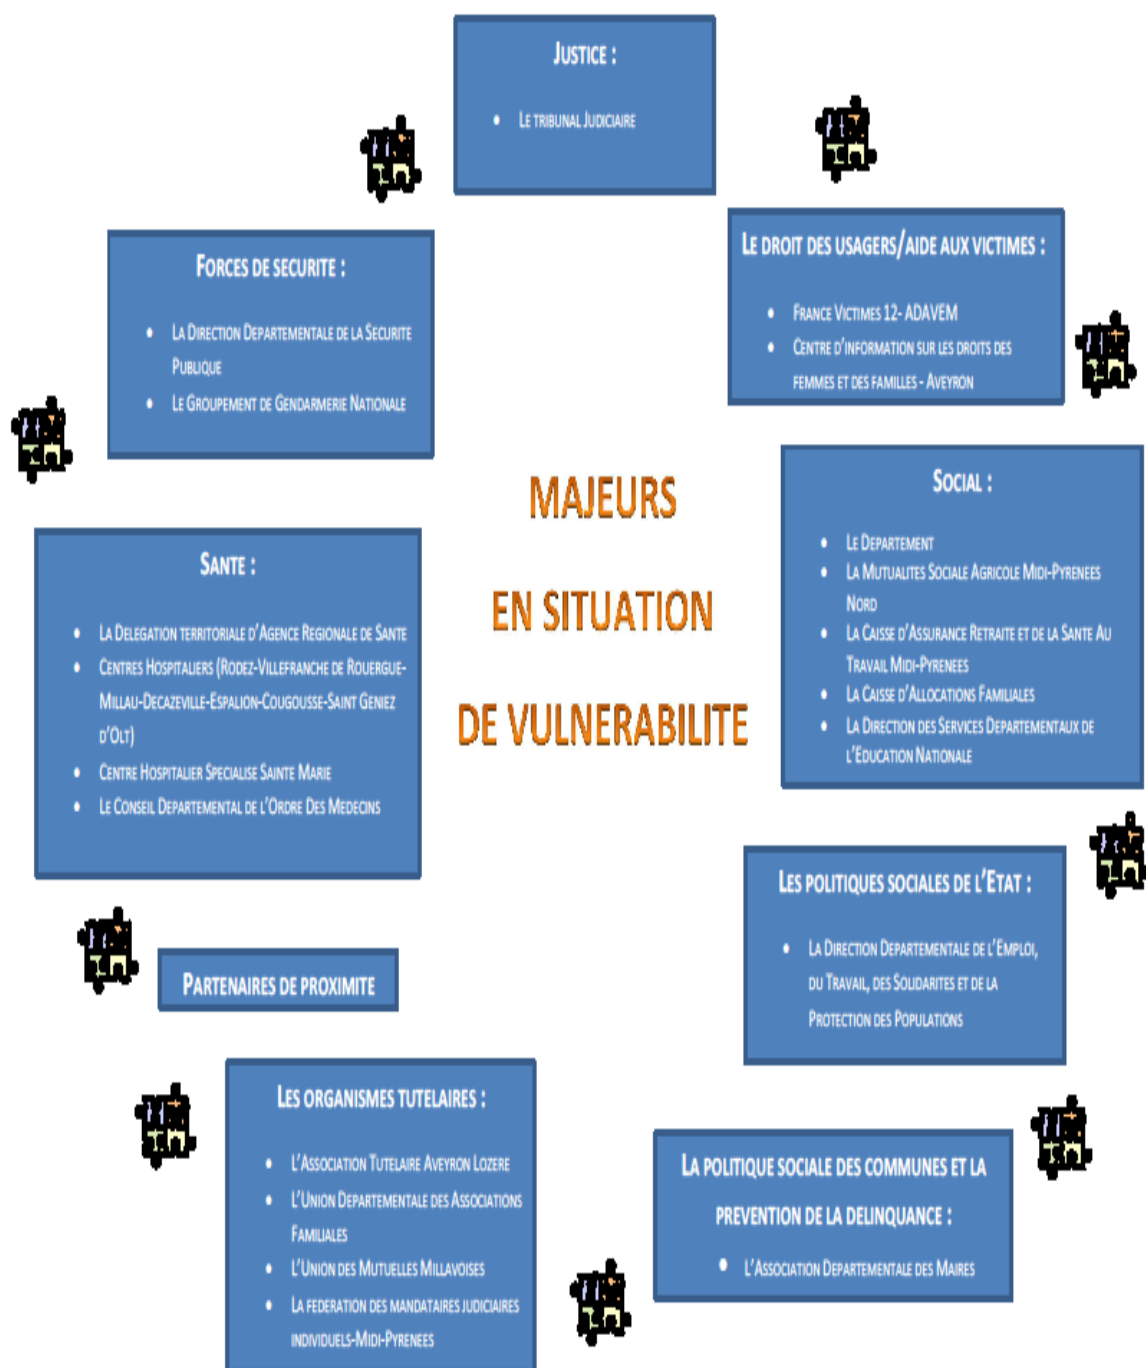 JUSTICE :
• LE TRIBUNAL JUDICIAIRE
LE DROIT DES USAGERS/AIDE AUX VICTIMES :
• FRANCE VICTIMES 12- ADAVEM
• CENTRE D'INFORMATION SUR LES DROITS DES
FEMMES ET DES FAMILLES - AVEYRON
FORCES DE SECURITE :
• LA DIRECTION DEPARTEMENTALE DE LA SECURITE
PUBLIQUE
• LE GROUPEMENT DE GENDARMERIE NATIONALE
MAJEURS
EN SITUATION
DE VULNERABILITE
SOCIAL :
• LE DEPARTEMENT
• LA MUTUALITES SOCIALE AGRICOLE MIDI-PYRENEES
NORD
• LA CAISSE D'ASSURANCE RETRAITE ET DE LA SANTE AU
TRAVAIL MIDI-PYRENEES
• LA CAISSE D'ALLOCATIONS FAMILIALES
• LA DIRECTION DES SERVICES DEPARTEMENTAUX DE
L'EDUCATION NATIONALE
SANTE :
• LA DELEGATION TERRITORIALE D'AGENCE REGIONALE DE SANTE
• CENTRES HOSPITALIERS (RODEZ-VILLEFRANCHE DE ROUERGUE-
MILLAU-DECAZEVILLE-ESPALION-COUGOUSSE-SAINT GENIEZ
D'OLT)
• CENTRE HOSPITALIER SPECIALISE SAINTE MARIE
• LE CONSEIL DEPARTEMENTAL DE L'ORDRE DES MEDECINS
LES POLITIQUES SOCIALES DE L'ETAT :
• LA DIRECTION DEPARTEMENTALE DE L'EMPLOI,
DU TRAVAIL, DES SOLIDARITES ET DE LA
PROTECTION DES POPULATIONS
PARTENAIRES DE PROXIMITE
LES ORGANISMES TUTELAIRES :
• L'ASSOCIATION TUTELAIRE AVEYRON LOZERE
• L'UNION DEPARTEMENTALE DES ASSOCIATIONS
FAMILIALES
• L'UNION DES MUTUELLES MILLAVOISES
• LA FEDERATION DES MANDATAIRES JUDICIAIRES
INDIVIDUELS-MIDI-PYRENEES
LA POLITIQUE SOCIALE DES COMMUNES ET LA
PREVENTION DE LA DELINQUANCE :
• L'ASSOCIATION DEPARTEMENTALE DES MAIRES